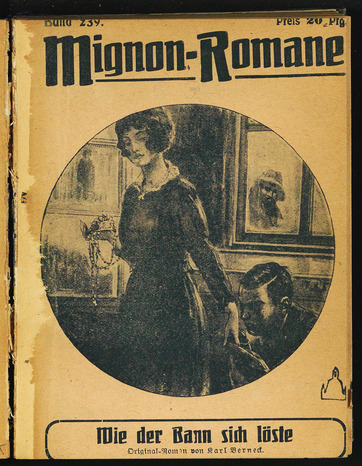 Band 239. Preis 20 Pfg
Mignon-Romane
Wie der Bann sich löste
Original-Roman von Karl Berneck.